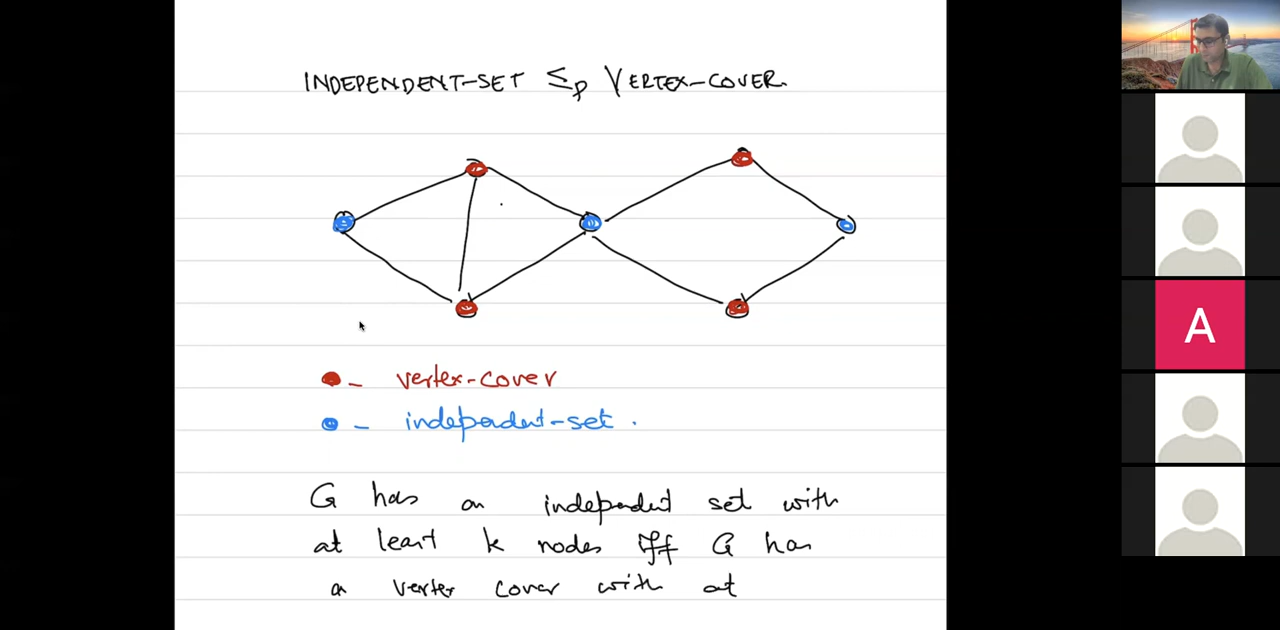 INDEPENDENT-SET ≤p VERTEX-COVER.
- vertex-cover
- independent-set.
G has an independent set with
at least k nodes iff G has
a vertex cover with at
A